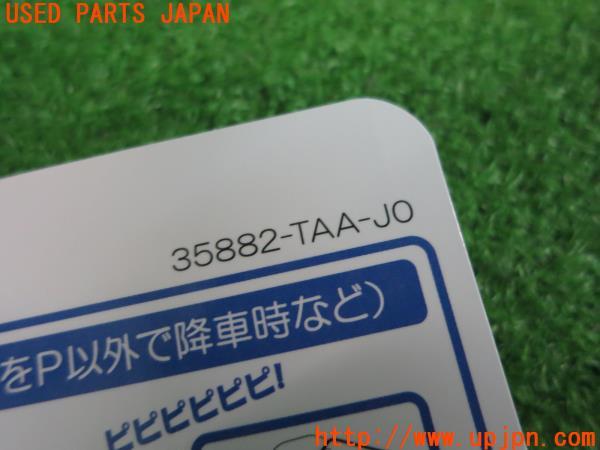 USED PARTS JAPAN
35882-TAA-J0
をP以外で降車時など)
ピピピピピピ!
http://www.upjpn.com